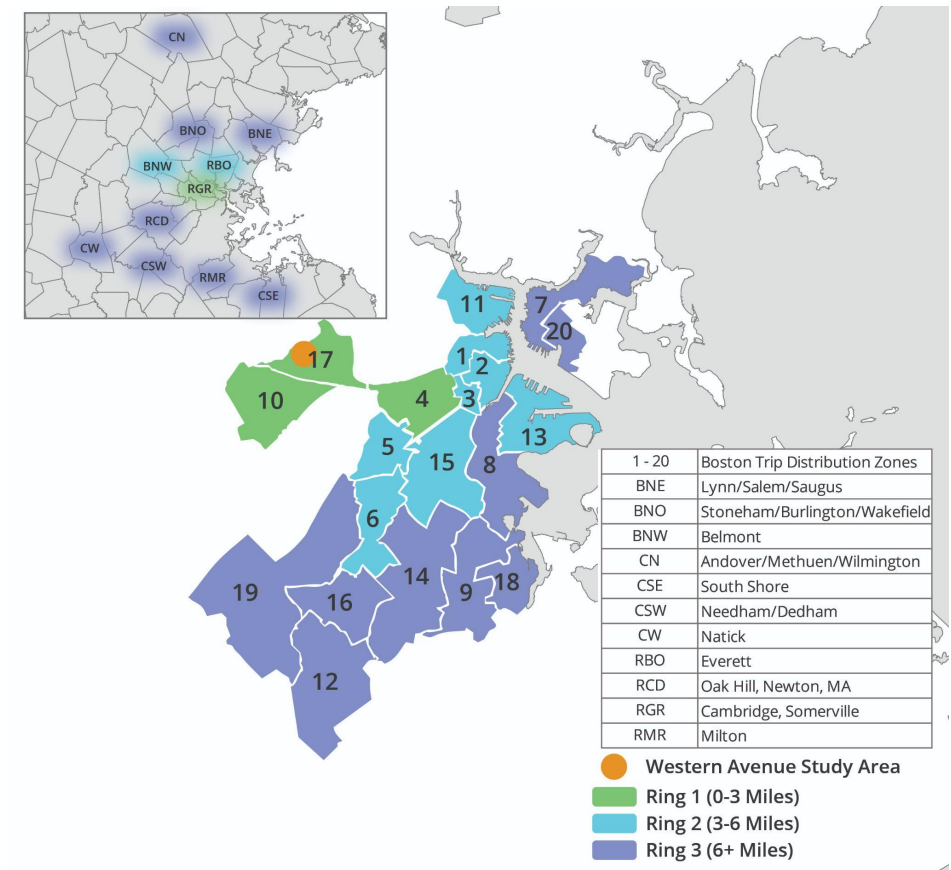 CN
BNO
BNE
BNW
RBO
RGR
RCD
CW
CSW
RMR
CSE
11
7
20
17
1
2
10
4
3
13
5
15
8
6
19
16
14
9
18
12
1 - 20 Boston Trip Distribution Zones
BNE Lynn/Salem/Saugus
BNO Stoneham/Burlington/Wakefield
BNW Belmont
CN Andover/Methuen/Wilmington
CSE South Shore
CSW Needham/Dedham
CW Natick
RBO Everett
RCD Oak Hill, Newton, MA
RGR Cambridge, Somerville
RMR Milton
Western Avenue Study Area
Ring 1 (0-3 Miles)
Ring 2 (3-6 Miles)
Ring 3 (6+ Miles)